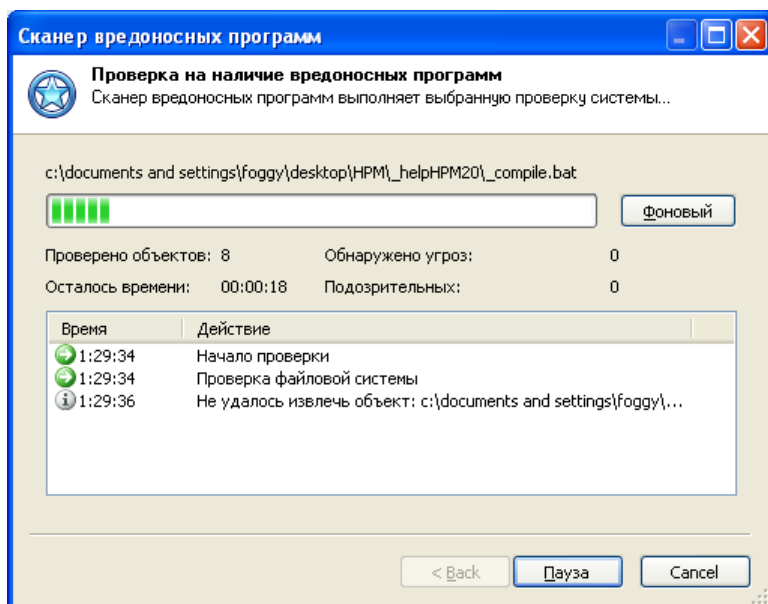 Сканер вредоносных программ
Проверка на наличие вредоносных программ
Сканер вредоносных программ выполняет выбранную проверку системы...
c:\documents and settings\foggy\desktop\HPM\_helpHPM20\_compile.bat
Фоновый
Проверено объектов: 8 Обнаружено угроз: 0
Осталось времени: 00:00:18 Подозрительных: 0
Время Действие
1:29:34 Начало проверки
1:29:34 Проверка файловой системы
1:29:36 Не удалось извлечь объект: c:\documents and settings\foggy\...
< Back Пауза Cancel